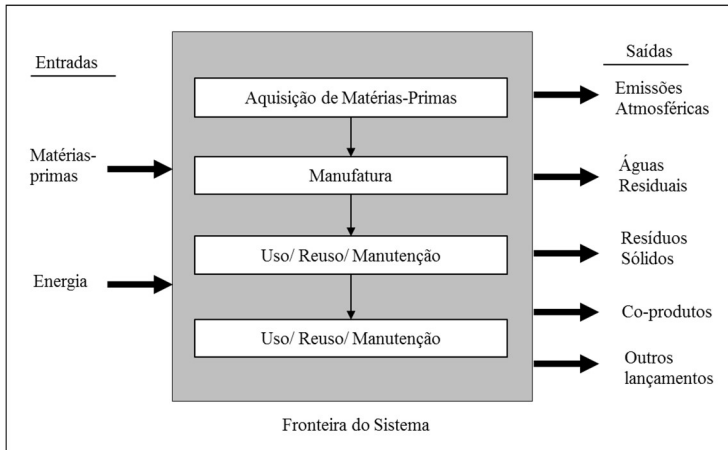 Entradas
Matérias-
primas
Energia
Aquisição de Matérias-Primas
Manufatura
Uso/ Reuso/ Manutenção
Uso/ Reuso/ Manutenção
Fronteira do Sistema
Saídas
Emissões
Atmosféricas
Águas
Residuais
Resíduos
Sólidos
Co-produtos
Outros
lançamentos